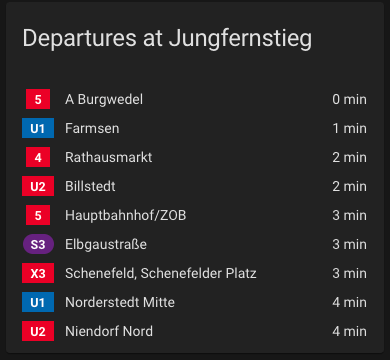 Departures at Jungfernstieg
5 A Burgwedel 0 min
U1 Farmsen 1 min
4 Rathausmarkt 2 min
U2 Billstedt 2 min
5 Hauptbahnhof/ZOB 3 min
S3 Elbgaustraße 3 min
X3 Schenefeld, Schenefelder Platz 3 min
U1 Norderstedt Mitte 4 min
U2 Niendorf Nord 4 min